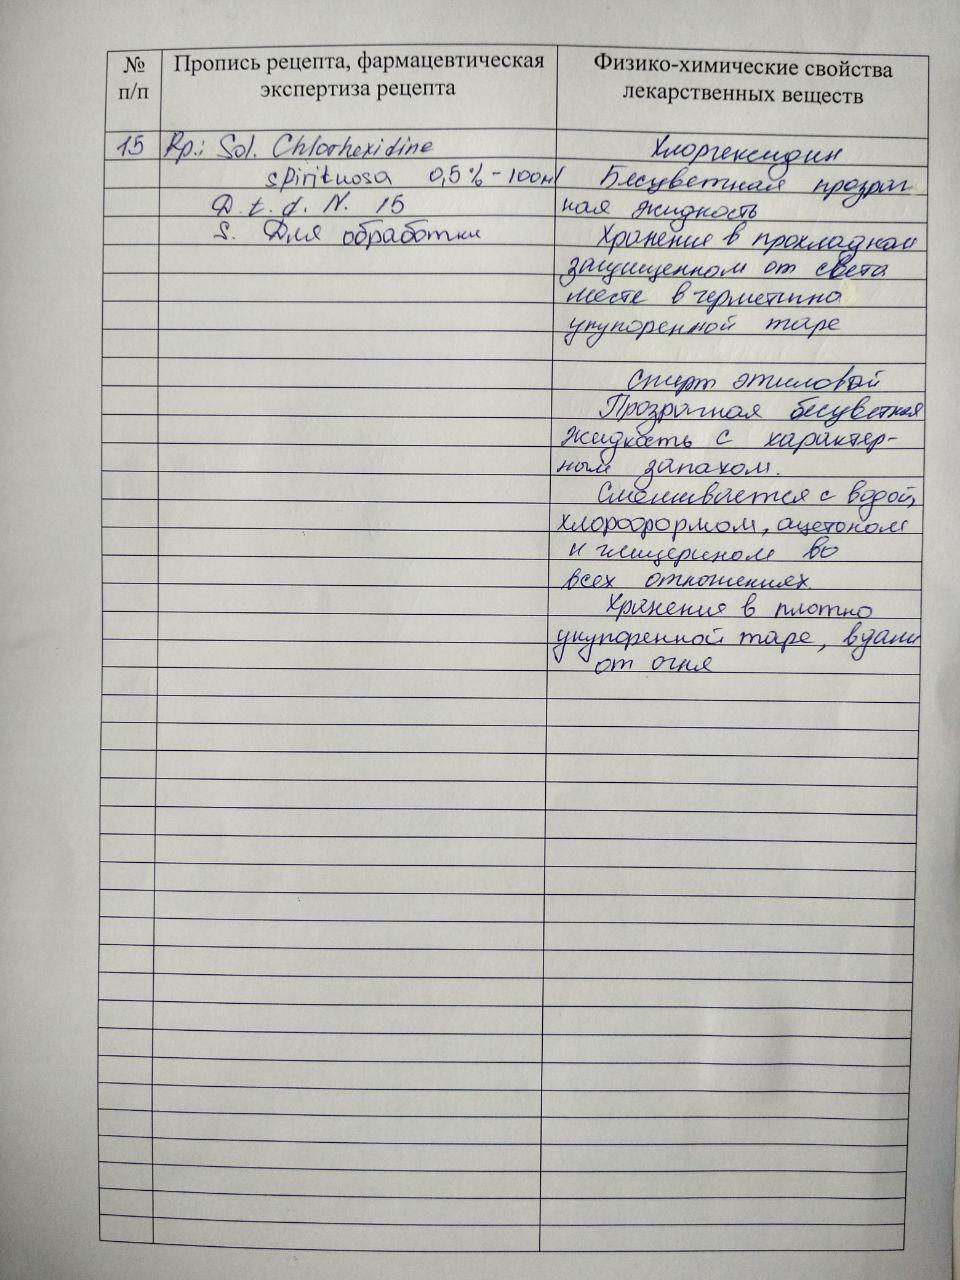 № п/п
Пропись рецепта, фармацевтическая
экспертиза рецепта
Физико-химические свойства
лекарственных веществ
15 Rp.: Sol. Chlorhexidine
spirituosa 0,5% - 100мл
D. t. d. N. 15
S. Для обработки
Хлоргексидин
Бесцветная прозрач
ная жидкость
Хранение в прохладном
защищенном от света
месте в герметично
укупоренной таре
Спирт этиловый
Прозрачная бесцветная
жидкость с характер-
ным запахом.
Смешивается с водой,
хлороформом, ацетоном
и глицерином во
всех отношениях
Хранение в плотно
укупоренной таре, вдали
от огня